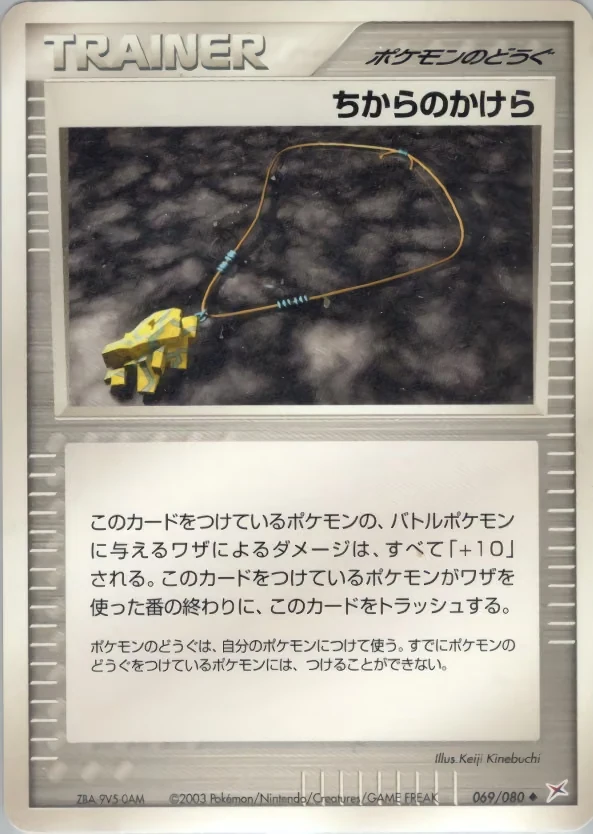 TRAINER
ポケモンのどうぐ
ちからのかけら
このカードをつけているポケモンの、バトルポケモン
に与えるワザによるダメージは、すべて「+10」
される。このカードをつけているポケモンがワザを
使った番の終わりに、このカードをトラッシュする。
ポケモンのどうぐは、自分のポケモンにつけて使う。すでにポケモンの
どうぐをつけているポケモンには、つけることができない。
Illus. Keiji Kinebuchi
ZBA 9V5 0AM ©2003 Pokémon/Nintendo/Creatures/GAME FREAK 069/080 ◆